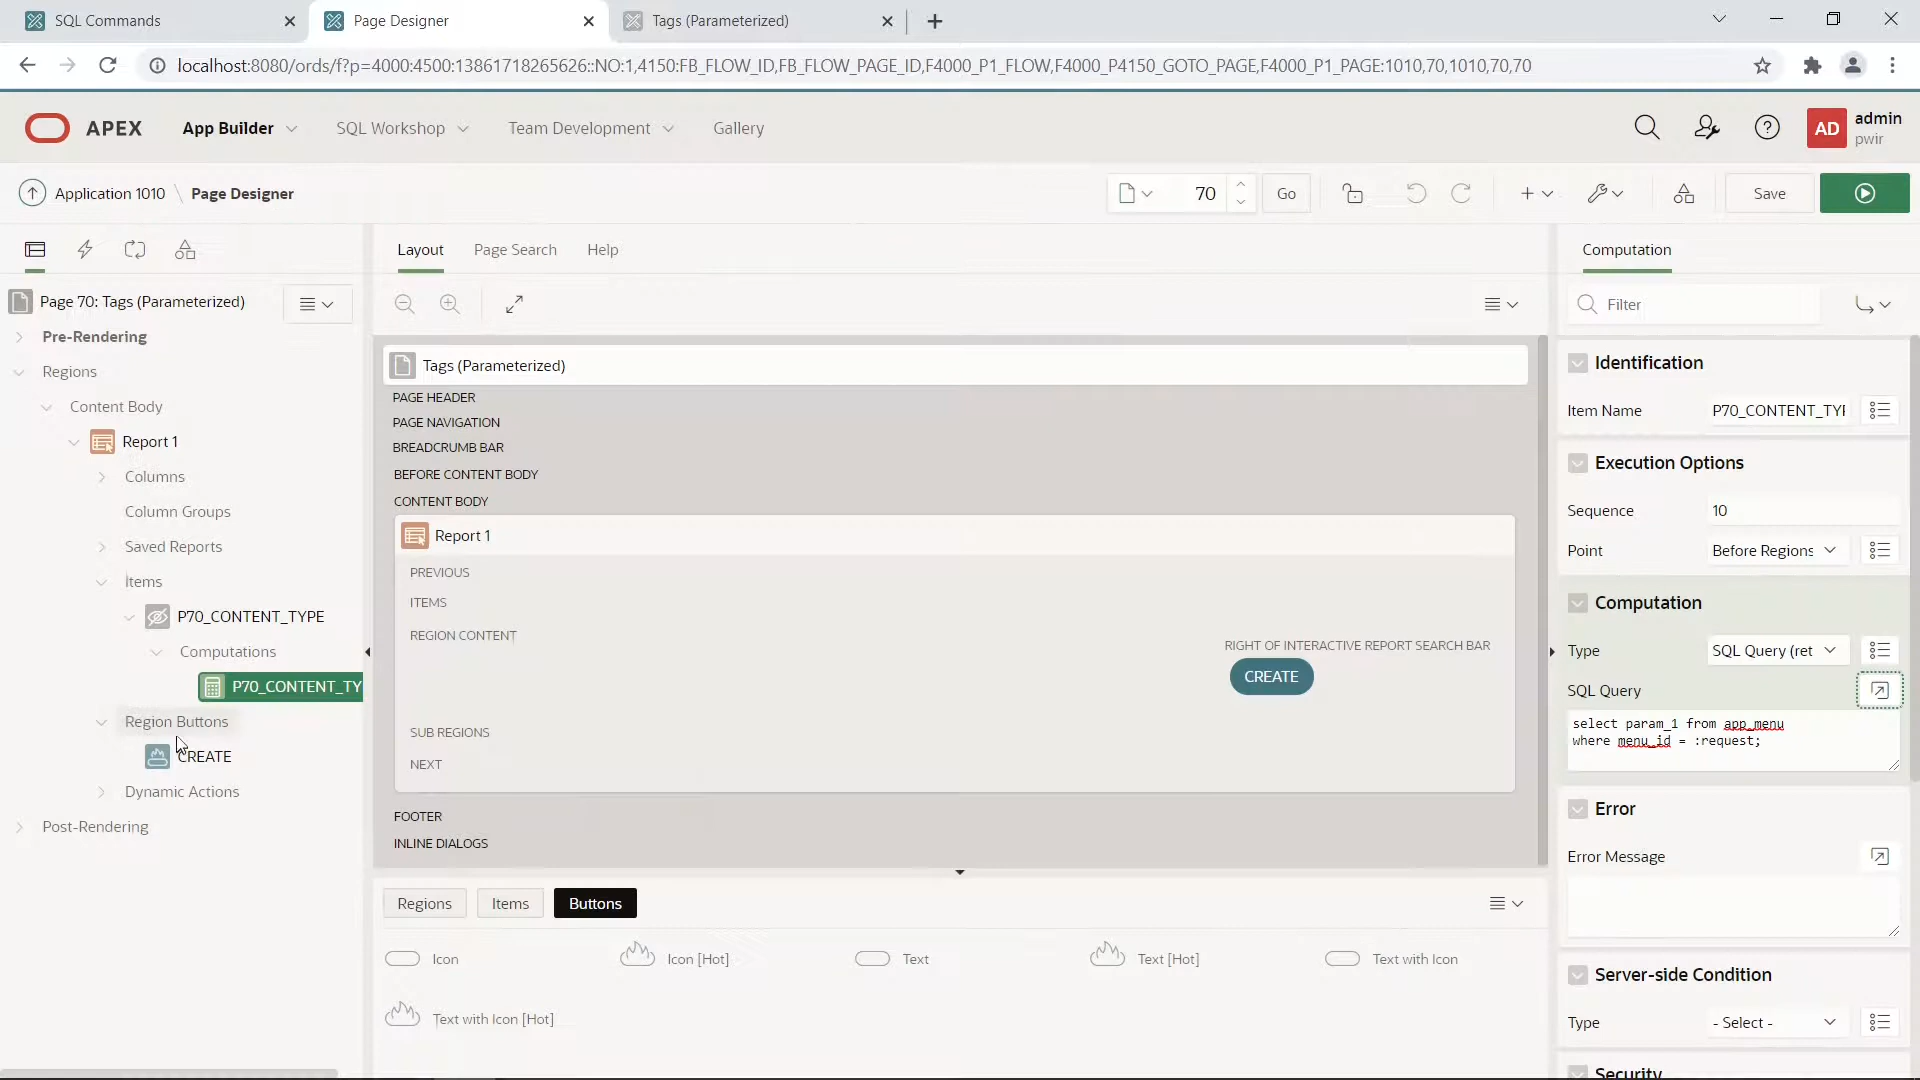 SQL Commands
Page Designer
Tags (Parameterized)
localhost:8080/ords/f?p=4000:4500:13861718265626::NO:1,4150:FB_FLOW_ID,FB_FLOW_PAGE_ID,F4000_P1_FLOW,F4000_P4150_GOTO_PAGE,F4000_P1_PAGE:1010,70,1010,70,70
APEX
App Builder
SQL Workshop
Team Development
Gallery
AD
admin
pwir
Application 1010
\ Page Designer
70
Go
Save
Layout
Page Search
Help
Computation
Page 70: Tags (Parameterized)
Pre-Rendering
Regions
Content Body
Report 1
Columns
Column Groups
Saved Reports
Items
P70_CONTENT_TYPE
Computations
P70_CONTENT_TY
Region Buttons
CREATE
Dynamic Actions
Post-Rendering
Tags (Parameterized)
PAGE HEADER
PAGE NAVIGATION
BREADCRUMB BAR
BEFORE CONTENT BODY
CONTENT BODY
Report 1
PREVIOUS
ITEMS
REGION CONTENT
RIGHT OF INTERACTIVE REPORT SEARCH BAR
CREATE
SUB REGIONS
NEXT
FOOTER
INLINE DIALOGS
Regions
Items
Buttons
Icon
Icon [Hot]
Text
Text [Hot]
Text with Icon
Text with Icon [Hot]
Filter
Identification
Item Name
P70_CONTENT_TYI
Execution Options
Sequence
10
Point
Before Regions
Computation
Type
SQL Query (ret
SQL Query
select param_1 from app_menu
where menu_id = :request;
Error
Error Message
Server-side Condition
Type
- Select -
Security